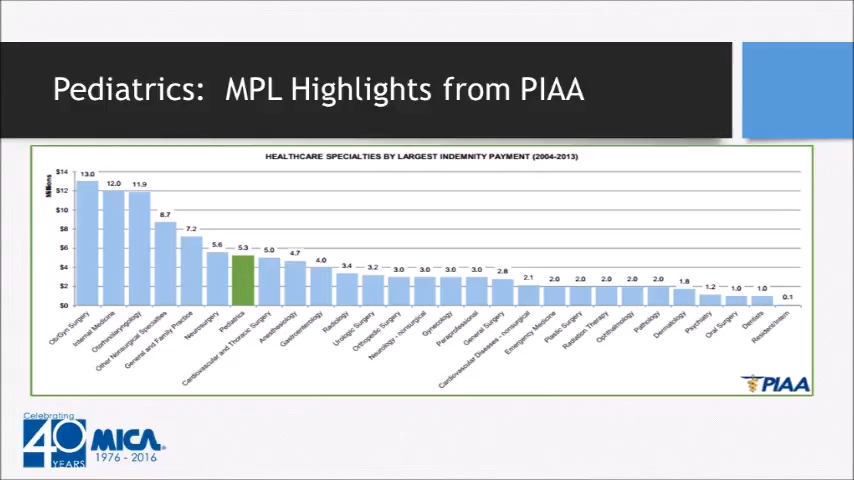 Pediatrics: MPL Highlights from PIAA
HEALTHCARE SPECIALTIES BY LARGEST INDEMNITY PAYMENT (2004-2013)
Millions
$14
$12
$10
$8
$6
$4
$2
$0
13.0
12.0
11.9
8.7
7.2
5.6
5.3
5.0
4.7
4.0
3.4
3.2
3.0
3.0
3.0
3.0
2.8
2.1
2.0
2.0
2.0
2.0
2.0
1.8
1.2
1.0
1.0
0.1
Ob/Gyn Surgery
Internal Medicine
Otorhinolaryngology
Other Nonsurgical Specialties
General and Family Practice
Neurosurgery
Pediatrics
Cardiovascular and Thoracic Surgery
Anesthesiology
Gastroenterology
Radiology
Urologic Surgery
Orthopedic Surgery
Neurology - nonsurgical
Gynecology
Paraprofessional
General Surgery
Cardiovascular Diseases - nonsurgical
Emergency Medicine
Plastic Surgery
Radiation Therapy
Ophthalmology
Pathology
Dermatology
Psychiatry
Oral Surgery
Dentists
Resident/Intern
PIAA
Celebrating
40 MICA®
YEARS 1976 - 2016